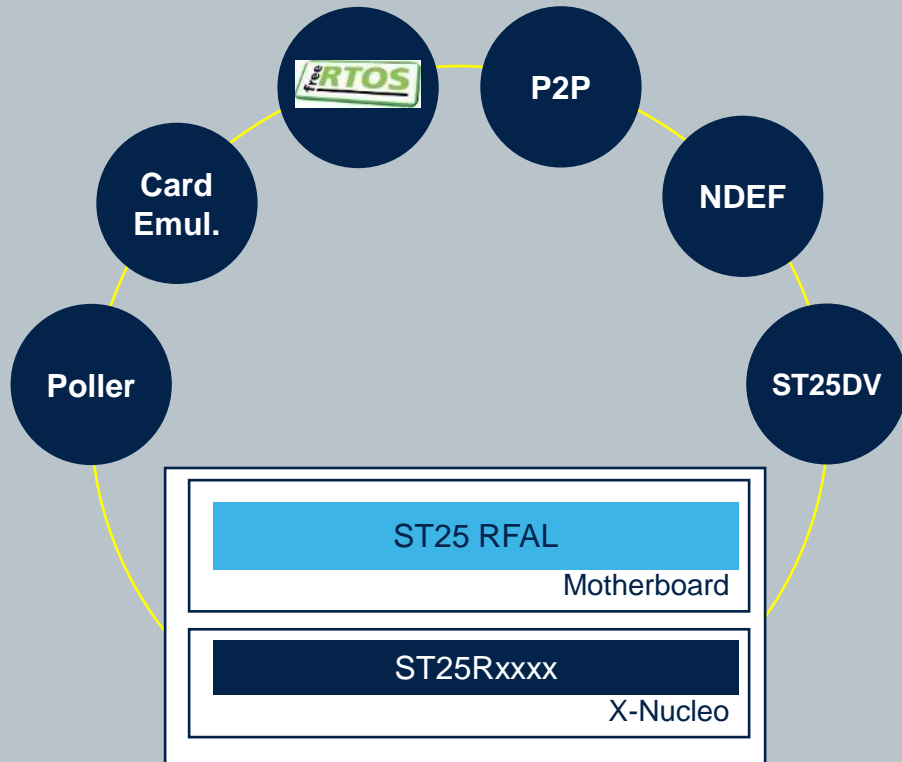 free RTOS
P2P
Card
Emul.
NDEF
Poller
ST25DV
ST25 RFAL
Motherboard
ST25Rxxxx
X-Nucleo